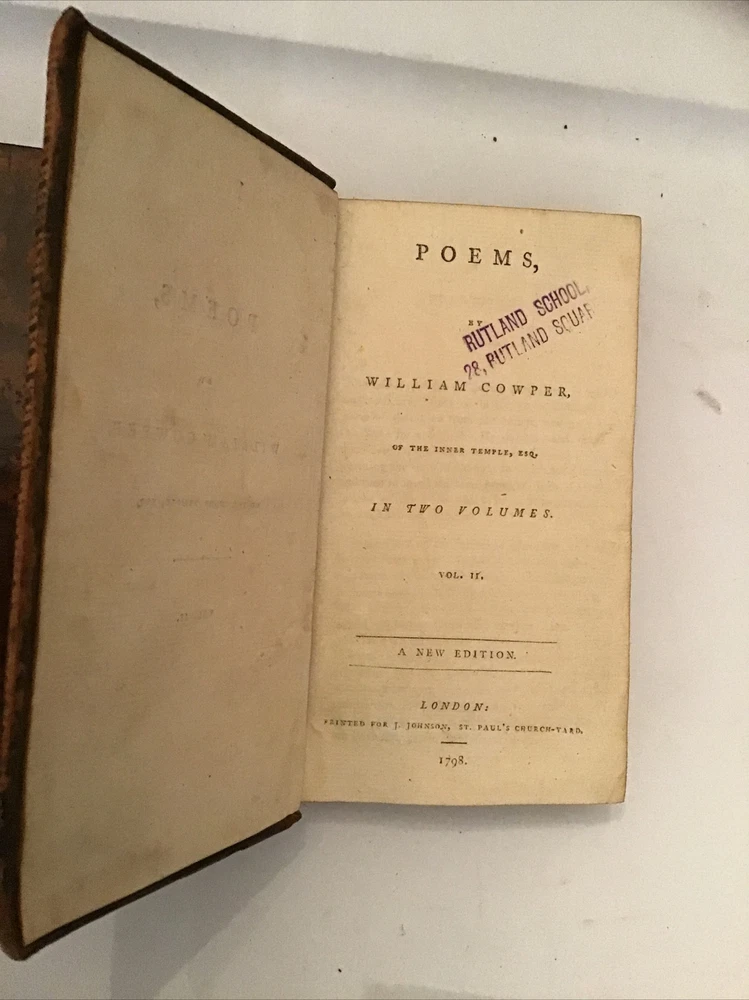 POEMS,
BY
RUTLAND SCHOOL,
28, RUTLAND SQUAR
WILLIAM COWPER,
OF THE INNER TEMPLE, ESQ.
IN TWO VOLUMES.
VOL. II.
A NEW EDITION.
LONDON:
PRINTED FOR J. JOHNSON, ST. PAUL'S CHURCH-YARD.
1798.